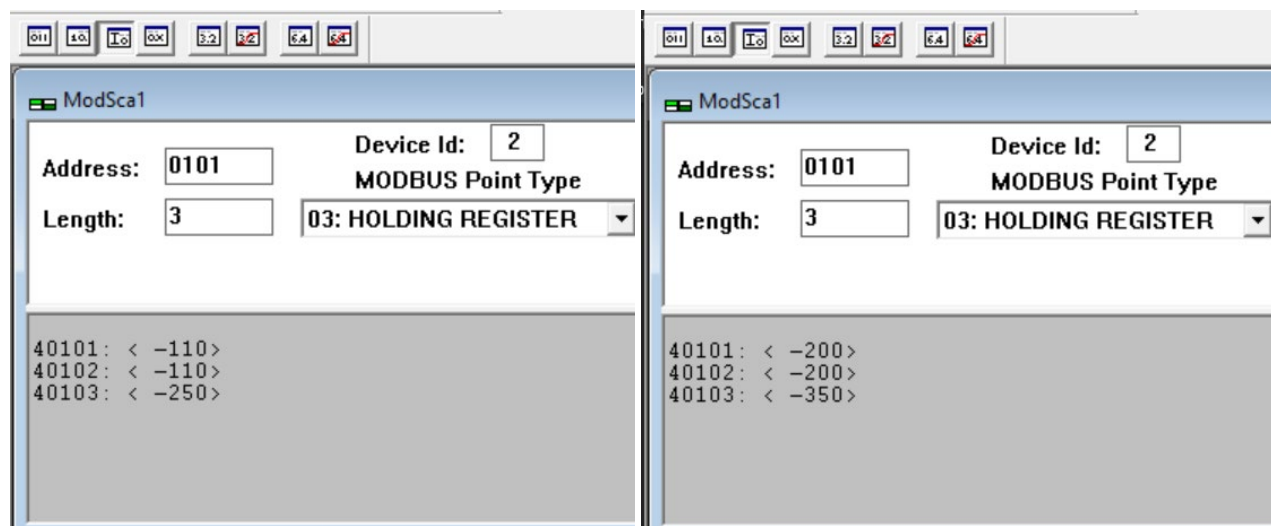 ModSca1
Device Id: 2
Address: 0101
MODBUS Point Type
Length: 3
03: HOLDING REGISTER
40101: < -110>
40102: < -110>
40103: < -250>
ModSca1
Device Id: 2
Address: 0101
MODBUS Point Type
Length: 3
03: HOLDING REGISTER
40101: < -200>
40102: < -200>
40103: < -350>